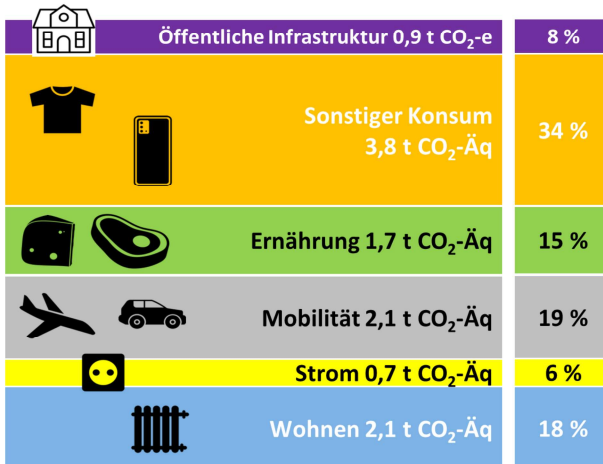 Öffentliche Infrastruktur 0,9 t CO₂-e 8 %
Sonstiger Konsum
3,8 t CO₂-Äq 34 %
Ernährung 1,7 t CO₂-Äq 15 %
Mobilität 2,1 t CO₂-Äq 19 %
Strom 0,7 t CO₂-Äq 6 %
Wohnen 2,1 t CO₂-Äq 18 %